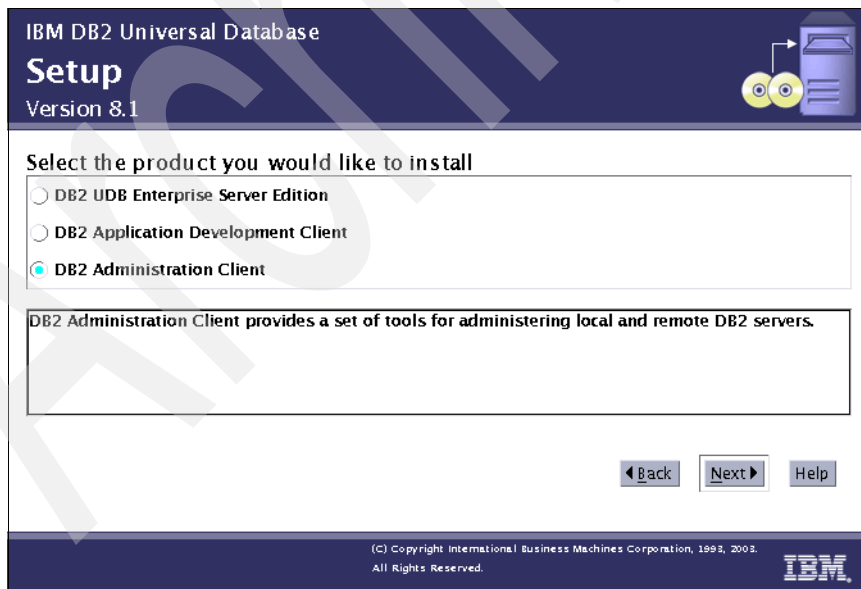 IBM DB2 Universal Database
Setup
Version 8.1
Select the product you would like to install
DB2 UDB Enterprise Server Edition
DB2 Application Development Client
DB2 Administration Client
DB2 Administration Client provides a set of tools for administering local and remote DB2 servers.
Back Next Help
(C) Copyright International Business Machines Corporation, 1993, 2003.
All Rights Reserved.
IBM.